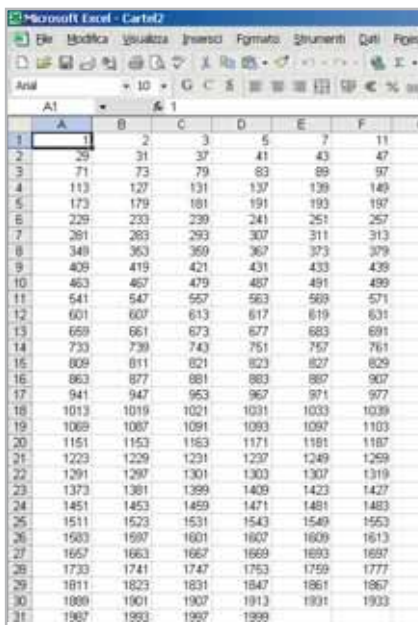 Microsoft Excel - Cartel2
File Modifica Visualizza Inserisci Formato Strumenti Dati
Arial 10 G C S
A1 1
A B C D E F
1 1 2 3 5 7 11
2 29 31 37 41 43 47
3 71 73 79 83 89 97
4 113 127 131 137 139 149
5 173 179 181 191 193 197
6 229 233 239 241 251 257
7 281 283 293 307 311 313
8 349 353 359 367 373 379
9 409 419 421 431 433 439
10 463 467 479 487 491 499
11 541 547 557 563 569 571
12 601 607 613 617 619 631
13 659 661 673 677 683 691
14 733 739 743 751 757 761
15 809 811 821 823 827 829
16 863 877 881 883 887 907
17 941 947 953 967 971 977
18 1013 1019 1021 1031 1033 1039
19 1069 1087 1091 1093 1097 1103
20 1151 1153 1163 1171 1181 1187
21 1223 1229 1231 1237 1249 1259
22 1291 1297 1301 1303 1307 1319
23 1373 1381 1399 1409 1423 1427
24 1451 1453 1459 1471 1481 1483
25 1511 1523 1531 1543 1549 1553
26 1583 1597 1601 1607 1609 1613
27 1657 1663 1667 1669 1693 1697
28 1733 1741 1747 1753 1759 1777
29 1811 1823 1831 1847 1861 1867
30 1889 1901 1907 1913 1931 1933
31 1987 1993 1997 1999